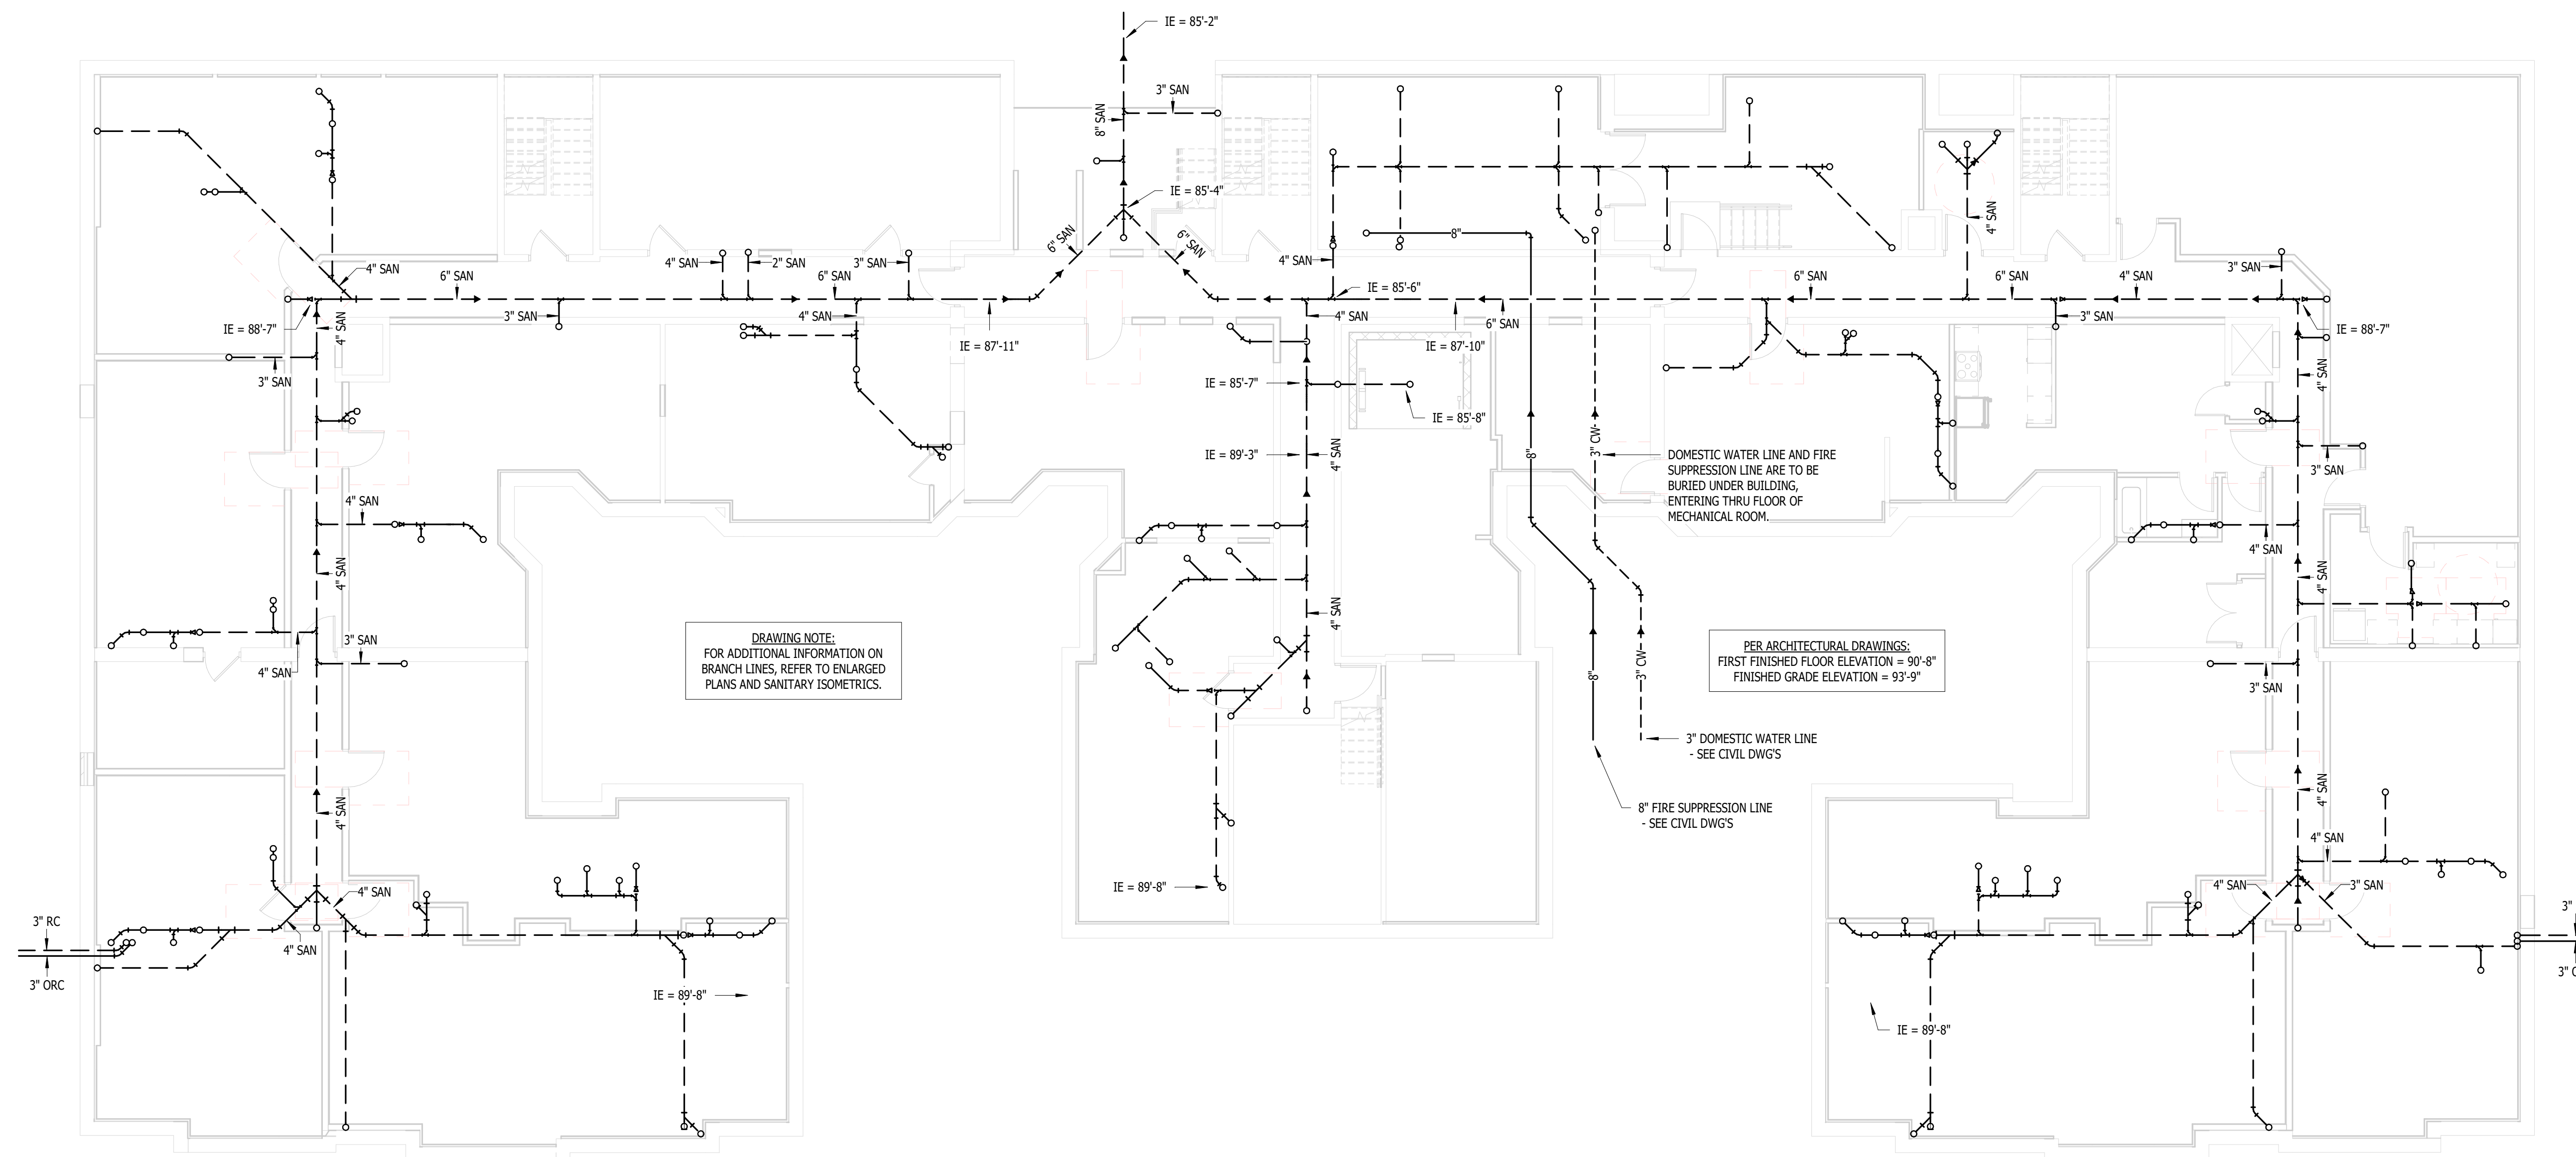 IE = 85'-2"
3" SAN
8" SAN
IE = 85'-4"
6" SAN
6" SAN
4" SAN
6" SAN
4" SAN
2" SAN
3" SAN
6" SAN
4" SAN
8"
4" SAN
3" SAN
IE = 85'-6"
6" SAN
6" SAN
4" SAN
IE = 88'-7"
4" SAN
3" SAN
4" SAN
IE = 87'-11"
4" SAN
6" SAN
IE = 87'-10"
3" SAN
IE = 88'-7"
3" SAN
IE = 85'-7"
IE = 85'-8"
4" SAN
IE = 89'-3"
4" SAN
8"
3" CW
DOMESTIC WATER LINE AND FIRE
SUPPRESSION LINE ARE TO BE
BURIED UNDER BUILDING,
ENTERING THRU FLOOR OF
MECHANICAL ROOM.
3" SAN
4" SAN
4" SAN
4" SAN
4" SAN
4" SAN
DRAWING NOTE:
FOR ADDITIONAL INFORMATION ON
BRANCH LINES, REFER TO ENLARGED
PLANS AND SANITARY ISOMETRICS.
PER ARCHITECTURAL DRAWINGS:
FIRST FINISHED FLOOR ELEVATION = 90'-8"
FINISHED GRADE ELEVATION = 93'-9"
3" SAN
4" SAN
8"
3" CW
3" SAN
3" DOMESTIC WATER LINE
- SEE CIVIL DWG'S
8" FIRE SUPPRESSION LINE
- SEE CIVIL DWG'S
4" SAN
4" SAN
4" SAN
4" SAN
IE = 89'-8"
4" SAN
3" SAN
3" RC
4" SAN
3" ORC
3"
3"
IE = 89'-8"
IE = 89'-8"